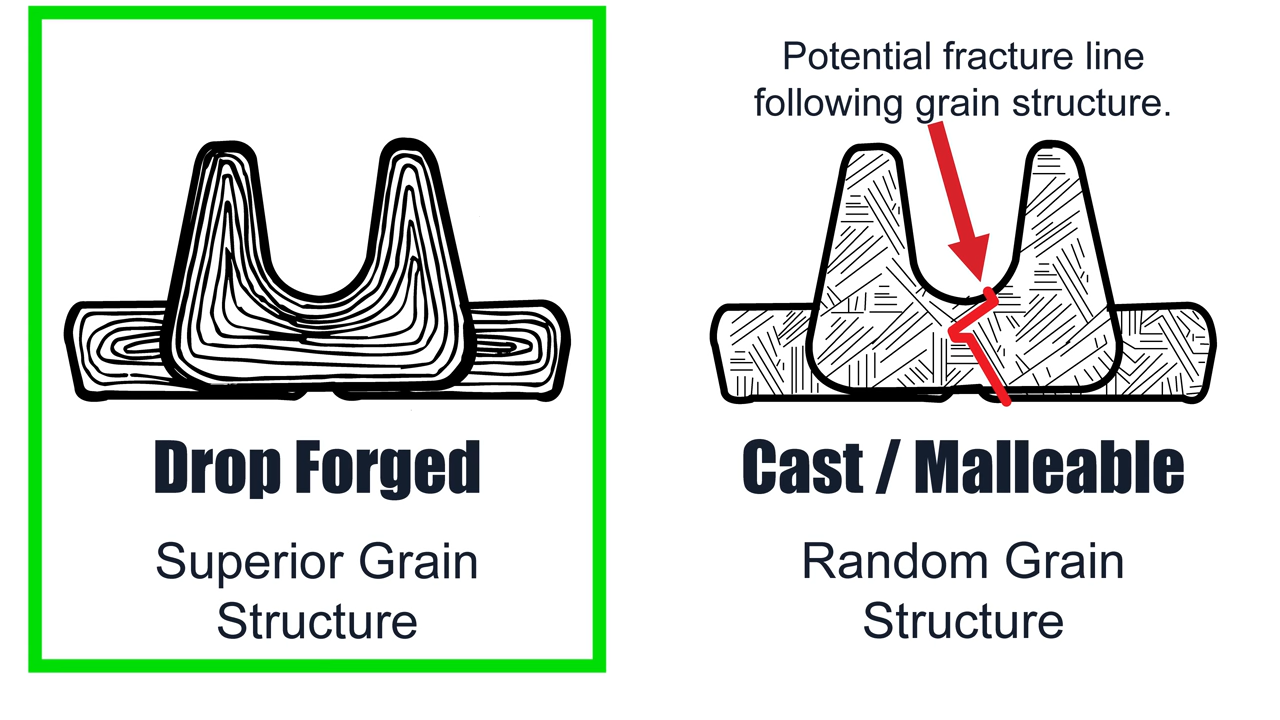 Drop Forged
Superior Grain
Structure
Potential fracture line
following grain structure.
Cast / Malleable
Random Grain
Structure